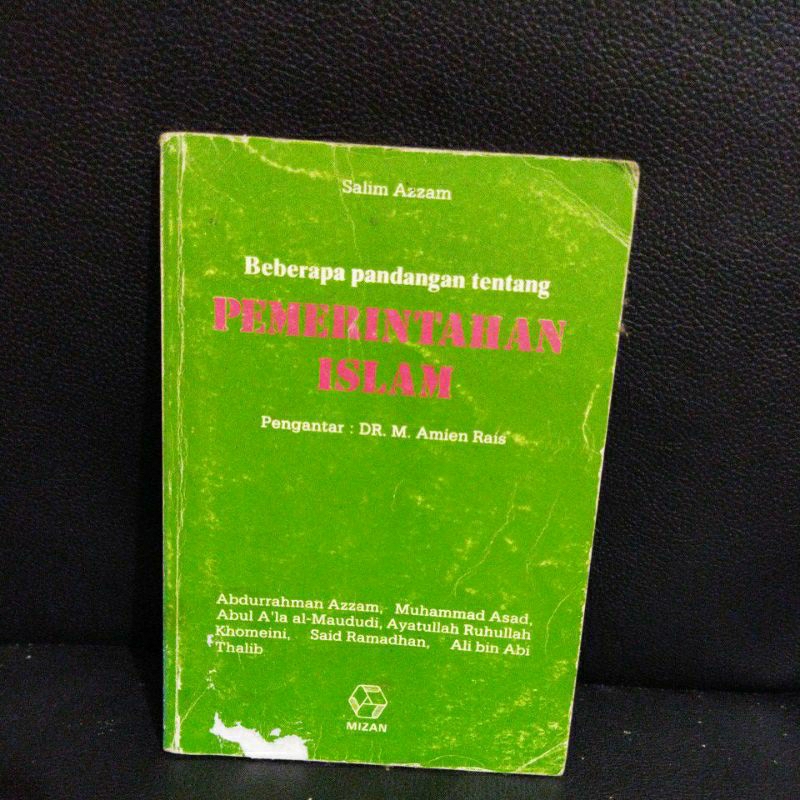 Salim Azzam
Beberapa pandangan tentang
PEMERINTAHAN
ISLAM
Pengantar : DR. M. Amien Rais
Abdurrahman Azzam, Muhammad Asad,
Abul A'la al-Maududi, Ayatullah Ruhullah
Khomeini, Said Ramadhan, Ali bin Abi
Thalib
MIZAN